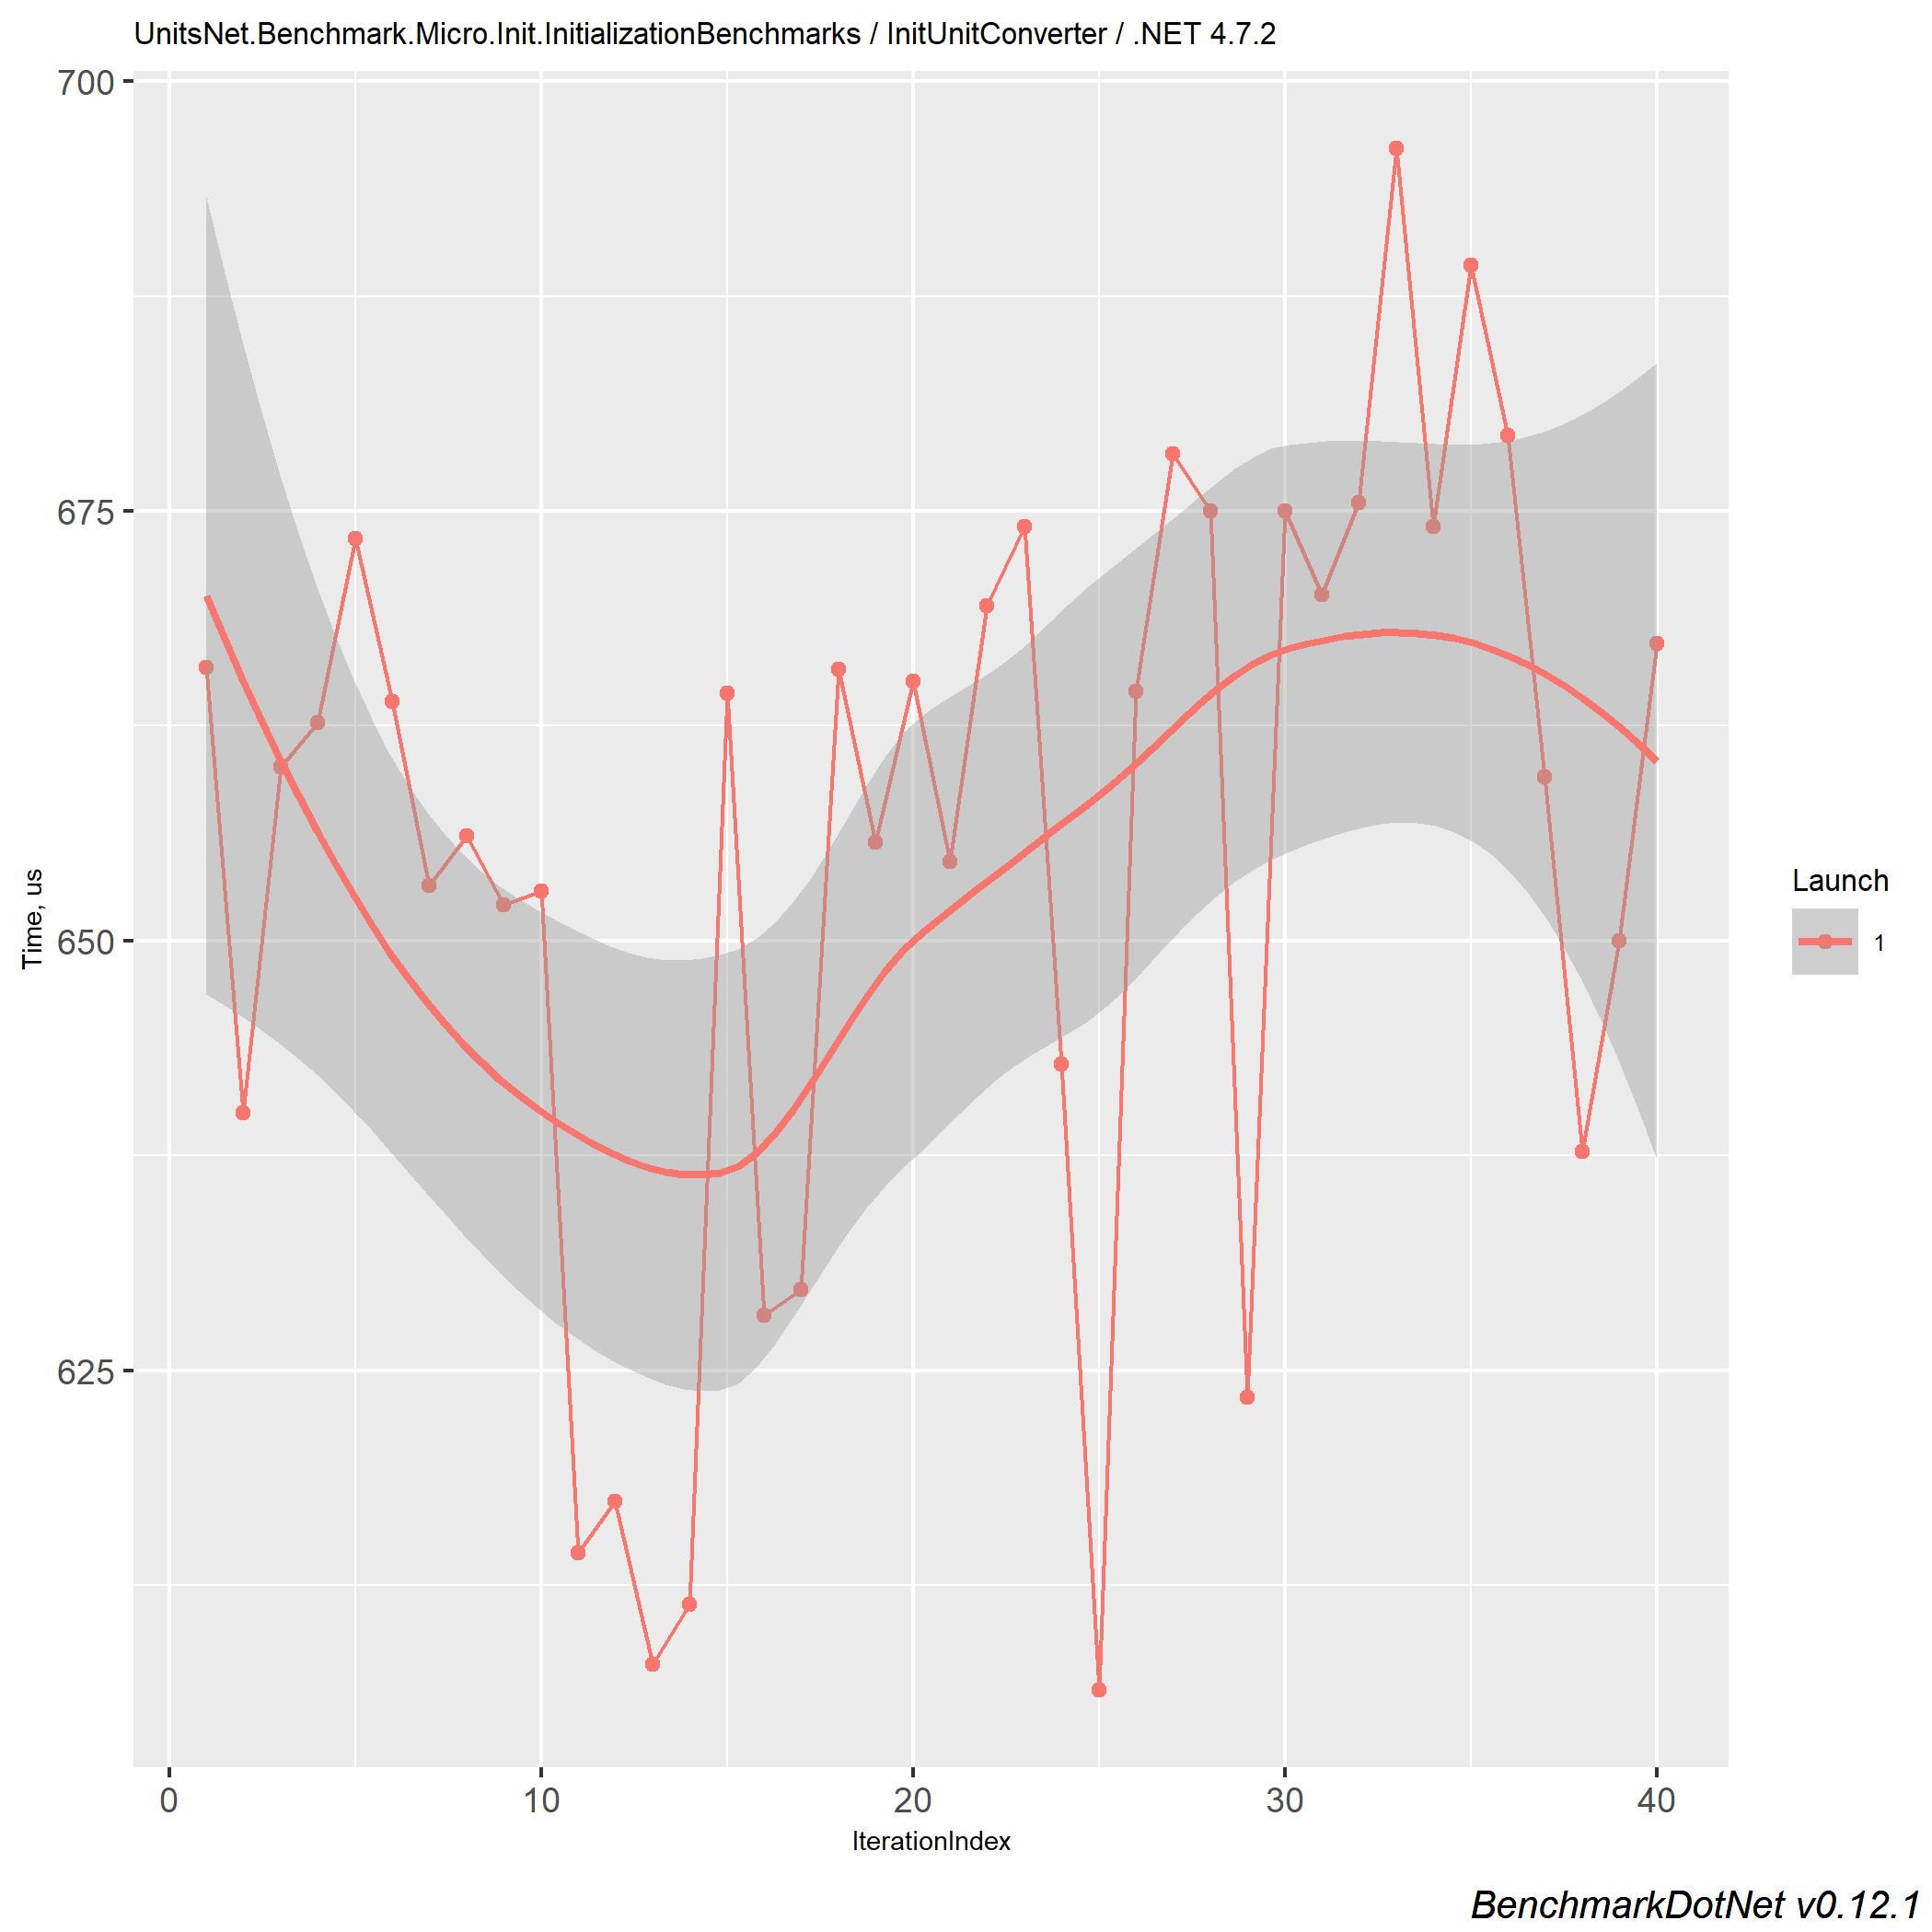 UnitsNet.Benchmark.Micro.Init.InitializationBenchmarks / InitUnitConverter / .NET 4.7.2
700
675
650
625
Time, us
0 10 20 30 40
IterationIndex
Launch
1
BenchmarkDotNet v0.12.1